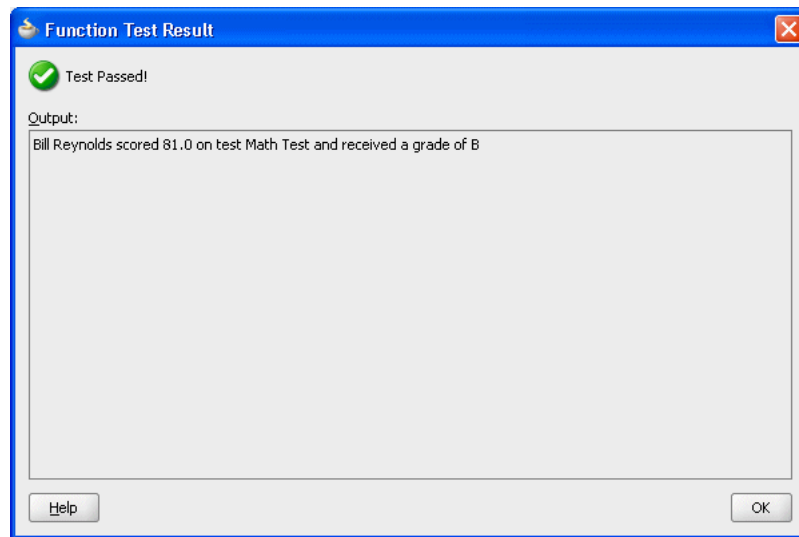 Function Test Result
Test Passed!
Output:
Bill Reynolds scored 81.0 on test Math Test and received a grade of B
Help
OK